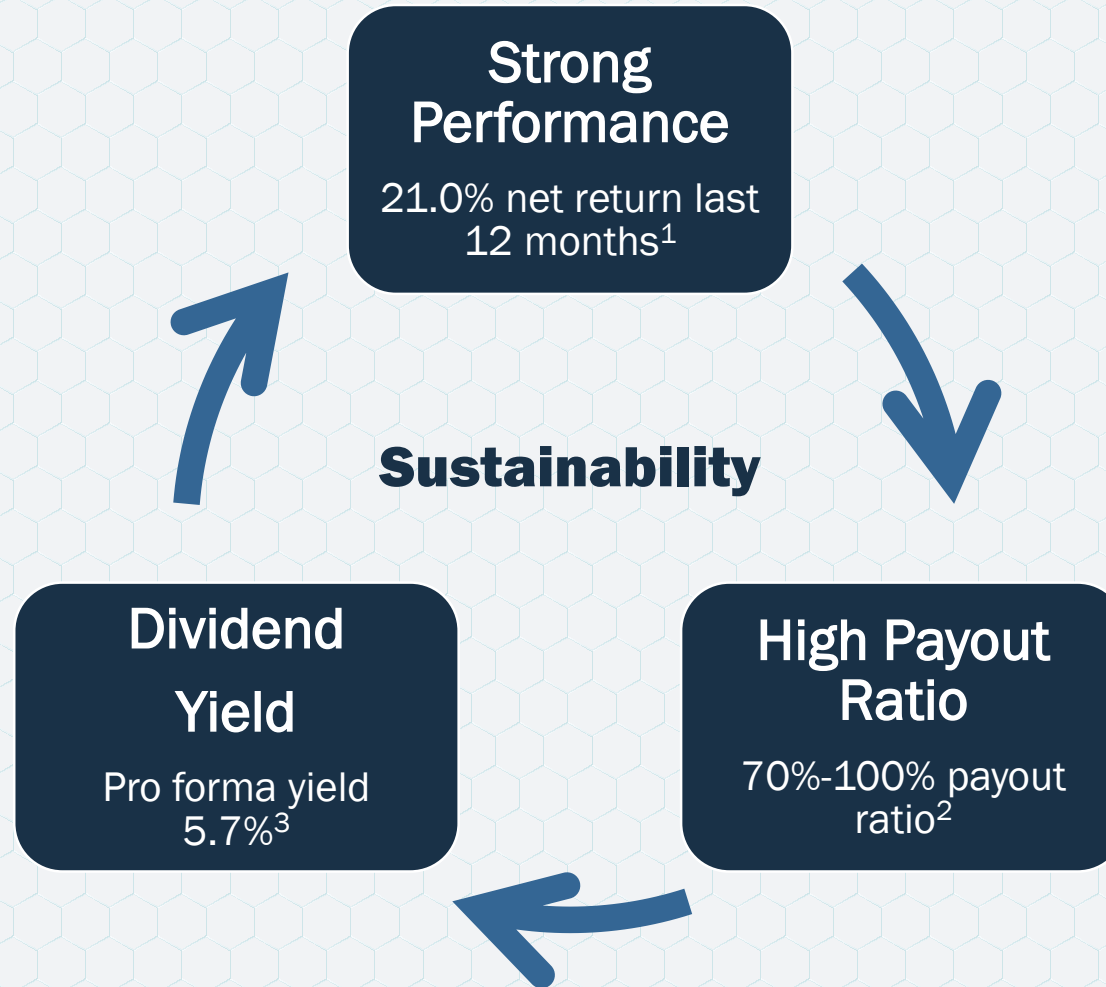 Strong
Performance
21.0% net return last
12 months¹
Sustainability
Dividend
Yield
Pro forma yield
5.7%³
High Payout
Ratio
70%-100% payout
ratio²